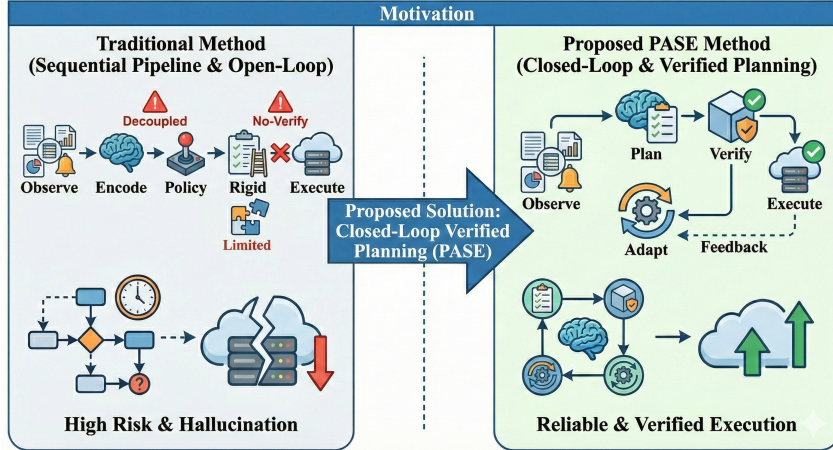 Motivation
Traditional Method
(Sequential Pipeline & Open-Loop)
Decoupled
No-Verify
Observe
Encode
Policy
Rigid
Execute
Limited
High Risk & Hallucination
Proposed Solution:
Closed-Loop Verified
Planning (PASE)
Proposed PASE Method
(Closed-Loop & Verified Planning)
Plan
Verify
Observe
Execute
Adapt
Feedback
Reliable & Verified Execution